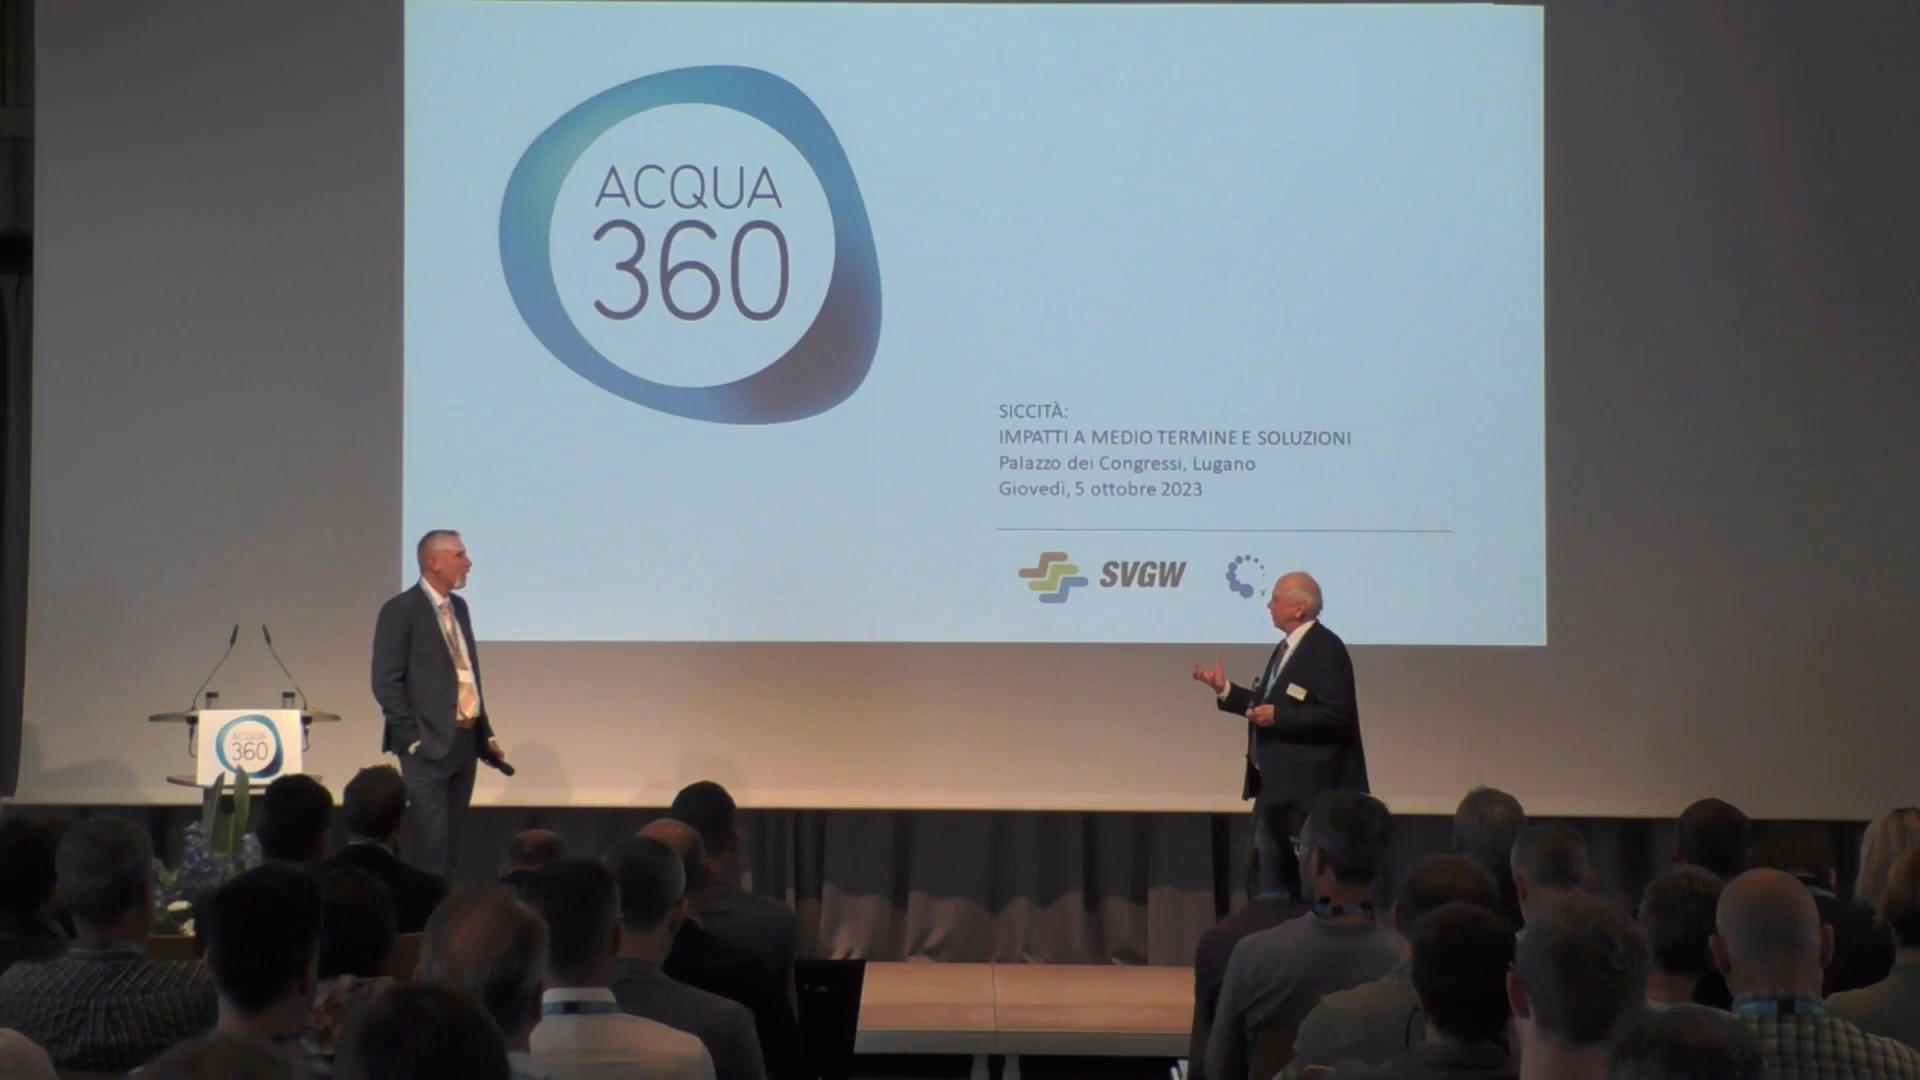 ACQUA
360
SICCITÀ:
IMPATTI A MEDIO TERMINE E SOLUZIONI
Palazzo dei Congressi, Lugano
Giovedì, 5 ottobre 2023
SVGW
ACQUA
360